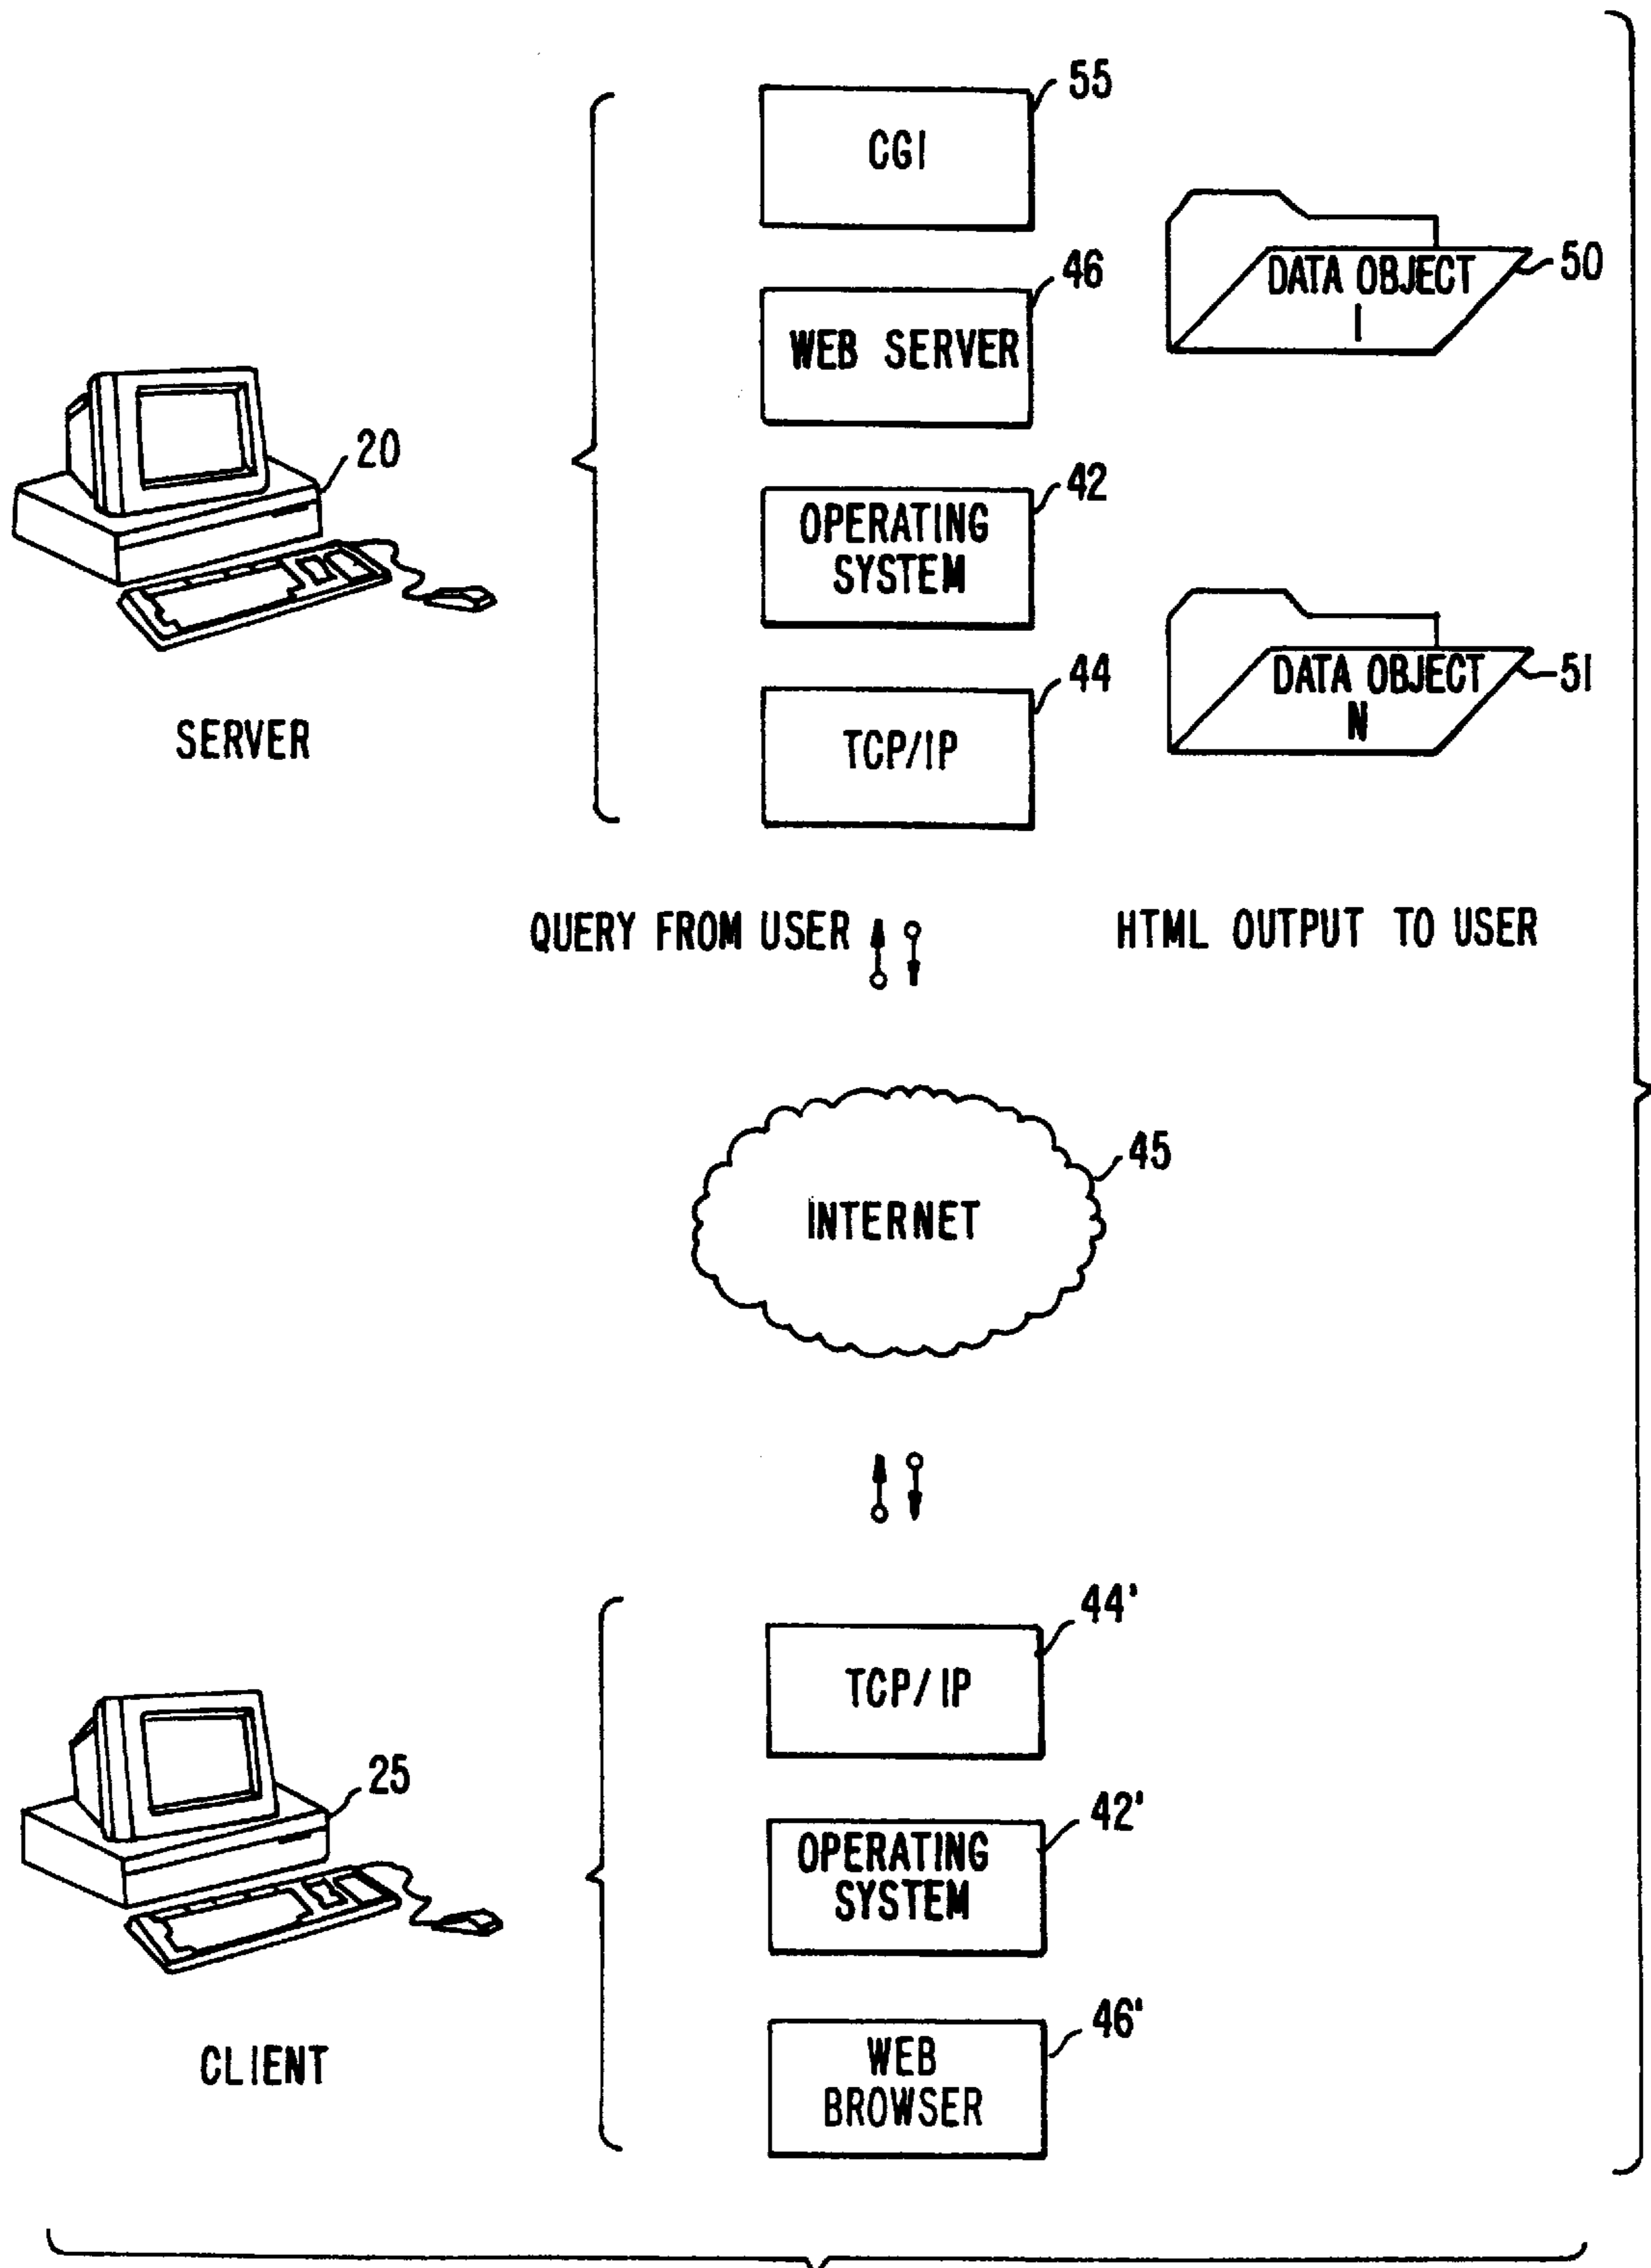 55
CGI
46
WEB SERVER
DATA OBJECT
1
50
20
42
OPERATING
SYSTEM
44
TCP/IP
DATA OBJECT
N
51
SERVER
QUERY FROM USER
HTML OUTPUT TO USER
45
INTERNET
44'
TCP/IP
25
42'
OPERATING
SYSTEM
46'
WEB
BROWSER
CLIENT